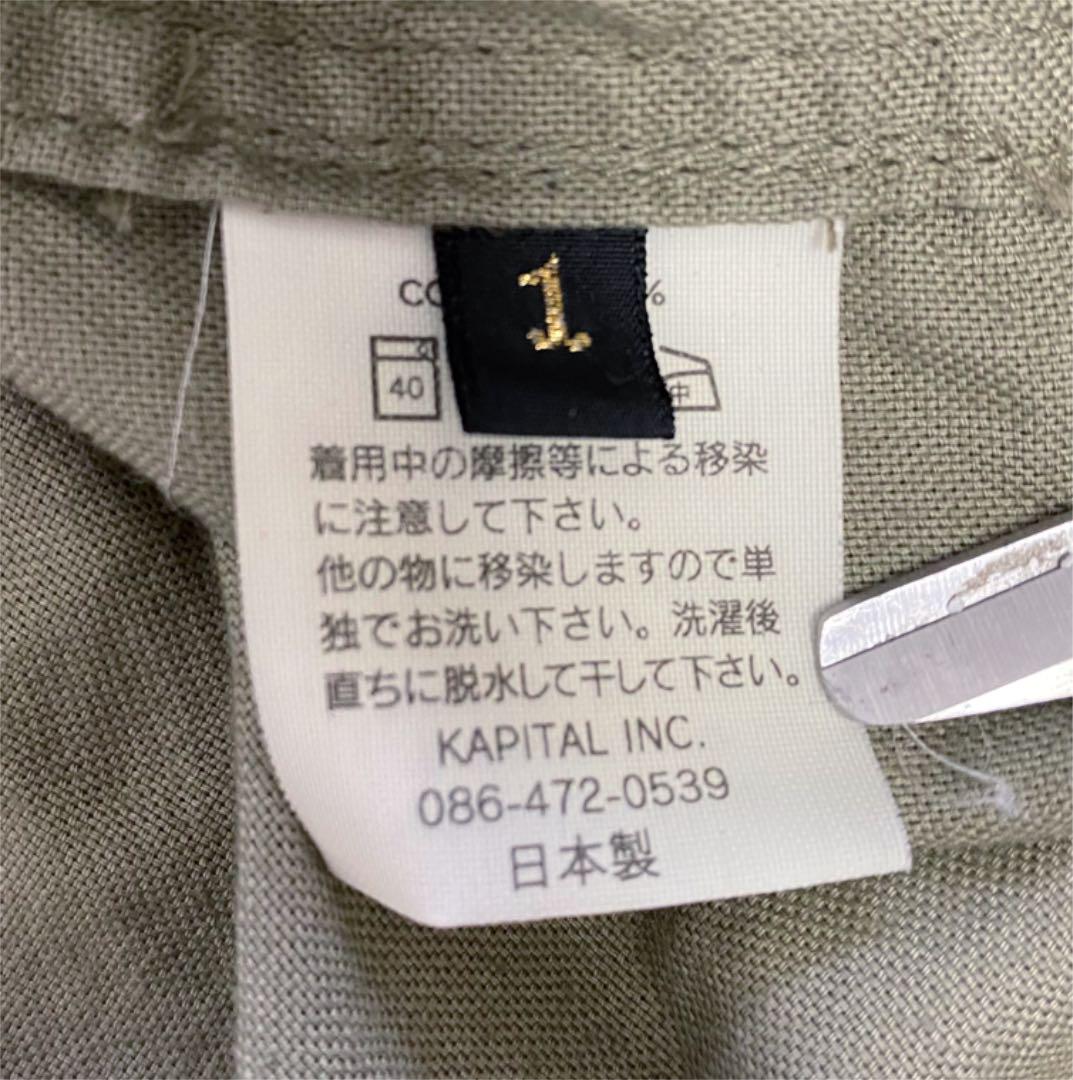 1
%
40
中
着用中の摩擦等による移染
に注意して下さい。
他の物に移染しますので単
独でお洗い下さい。洗濯後
直ちに脱水して干して下さい。
KAPITAL INC.
086-472-0539
日本製